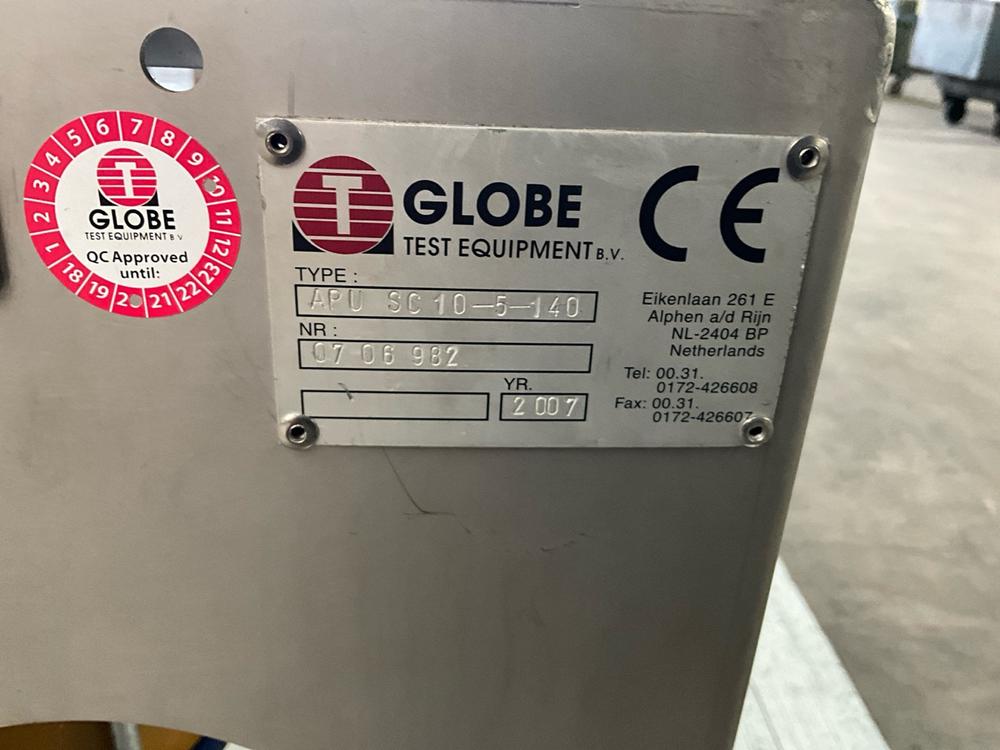 1 2 3 4 5 6 7 8 9 10 11 12
18 19 20 21 22 23
T
GLOBE
TEST EQUIPMENT B V
QC Approved
until:
T
GLOBE
TEST EQUIPMENT B.V.
CE
TYPE :
APU SC 10-5-140
NR :
07 06 982
YR.
2007
Eikenlaan 261 E
Alphen a/d Rijn
NL-2404 BP
Netherlands
Tel: 00.31.
0172-426608
Fax: 00.31.
0172-426607